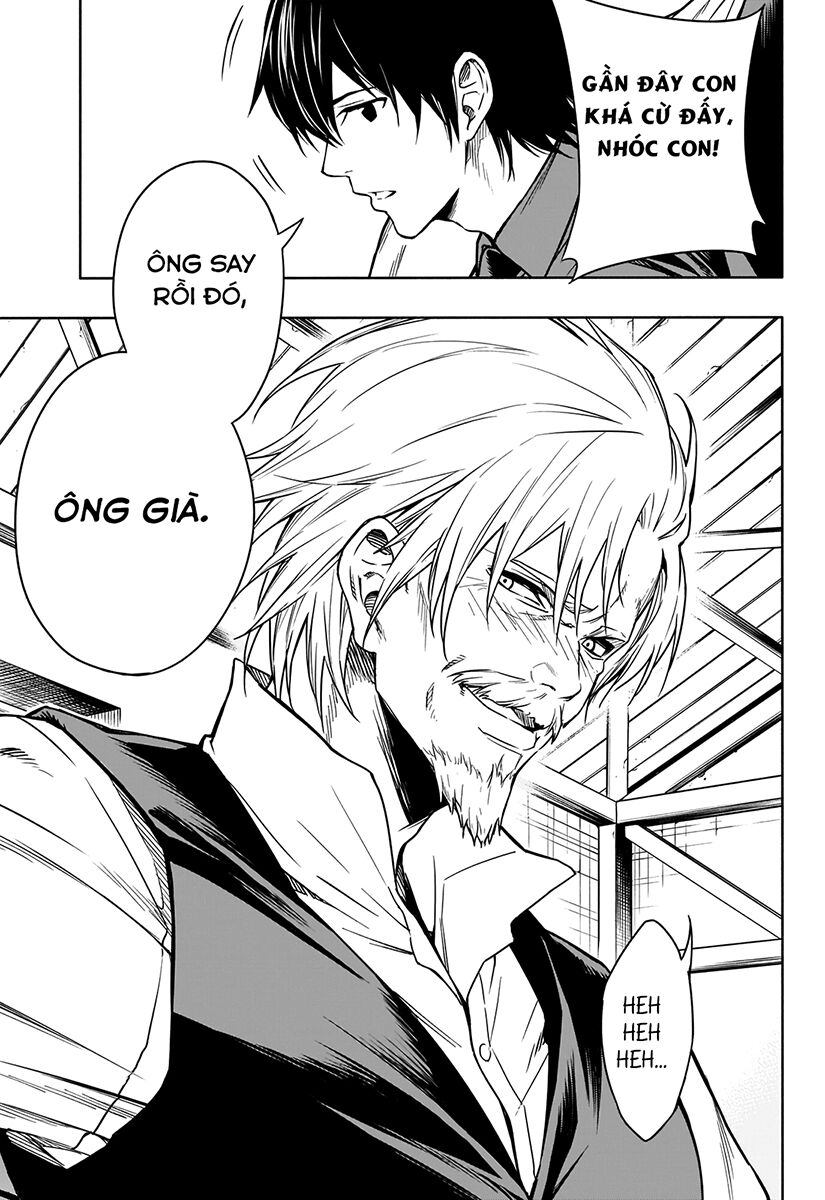 GẦN ĐÂY CON
KHÁ CỪ ĐẤY,
NHÓC CON!
ÔNG SAY
RỒI ĐÓ,
ÔNG GIÀ.
HEH
HEH
HEH...